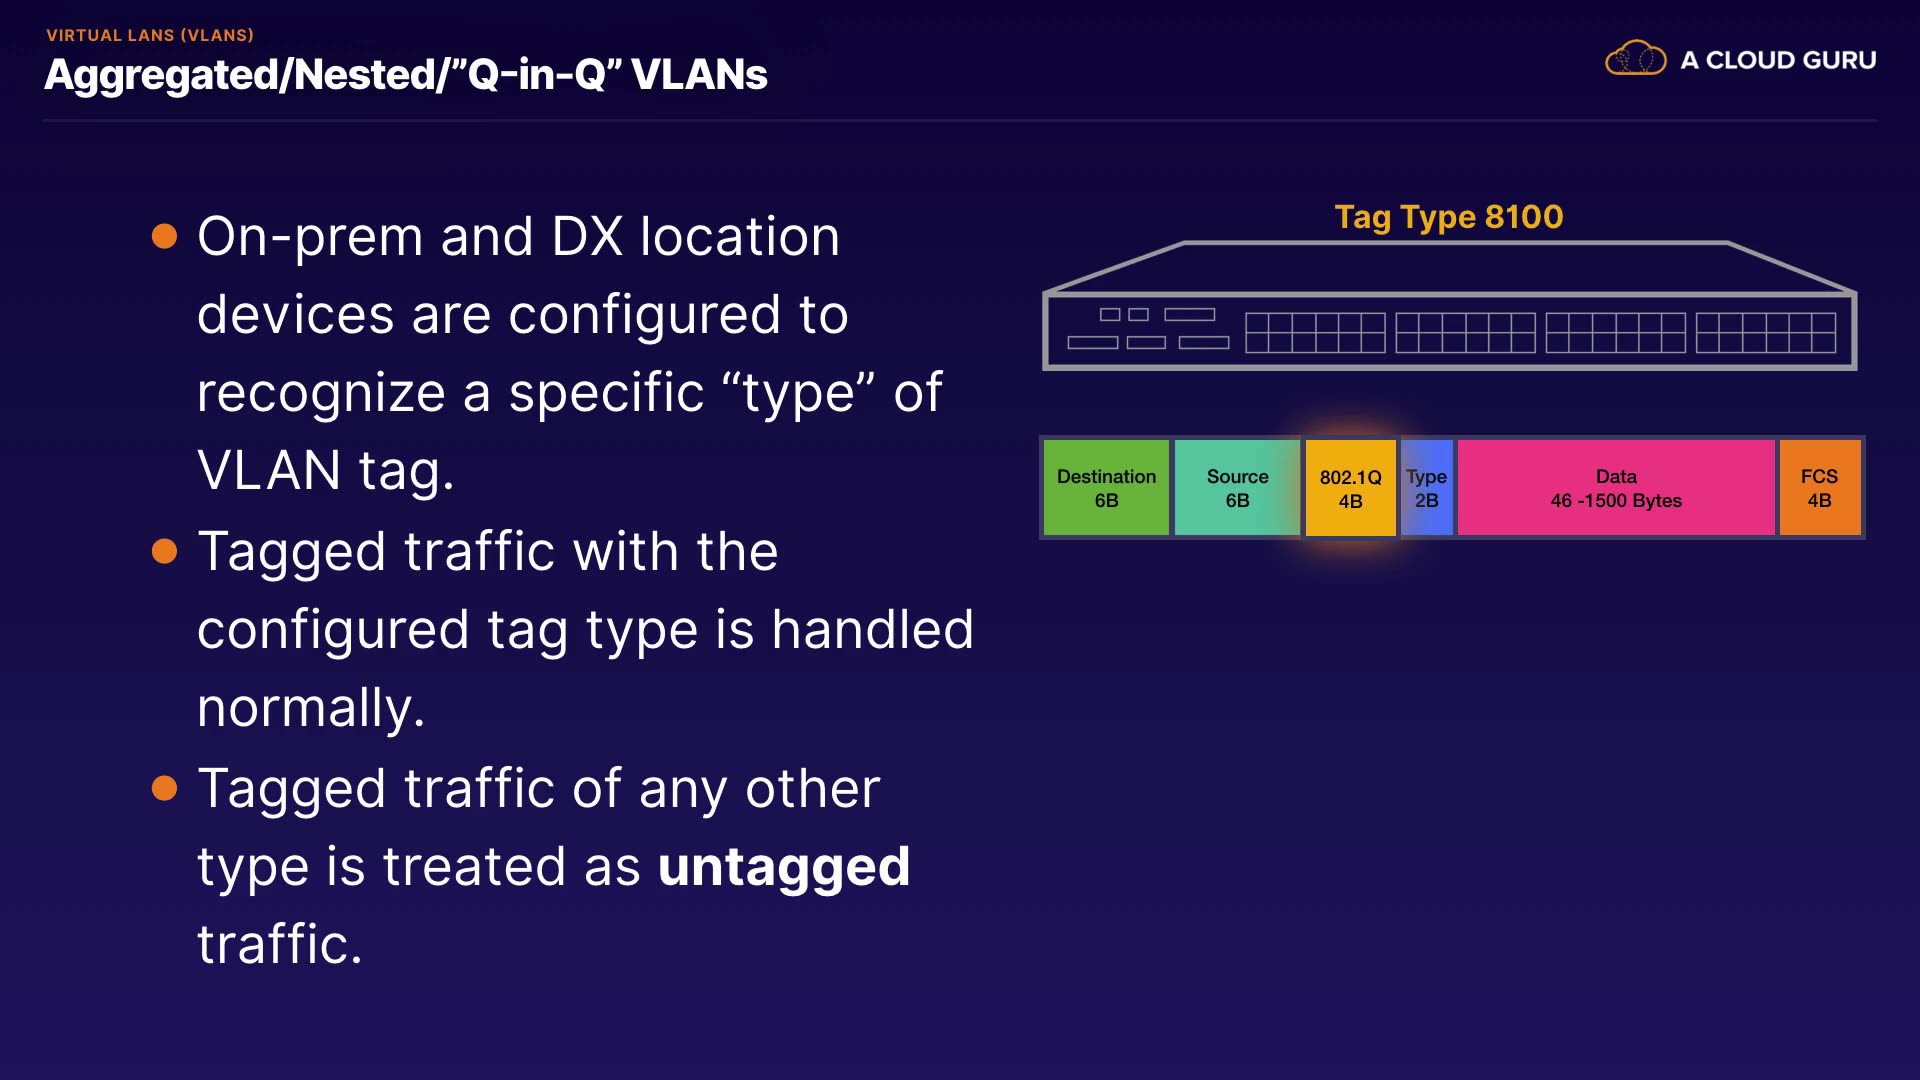 VIRTUAL LANS (VLANS)
Aggregated/Nested/”Q-in-Q” VLANs
A CLOUD GURU
On-prem and DX location
devices are configured to
recognize a specific “type” of
VLAN tag.
Tagged traffic with the
configured tag type is handled
normally.
Tagged traffic of any other
type is treated as untagged
traffic.
Tag Type 8100
Destination
6B
Source
6B
802.1Q
4B
Type
2B
Data
46 -1500 Bytes
FCS
4B